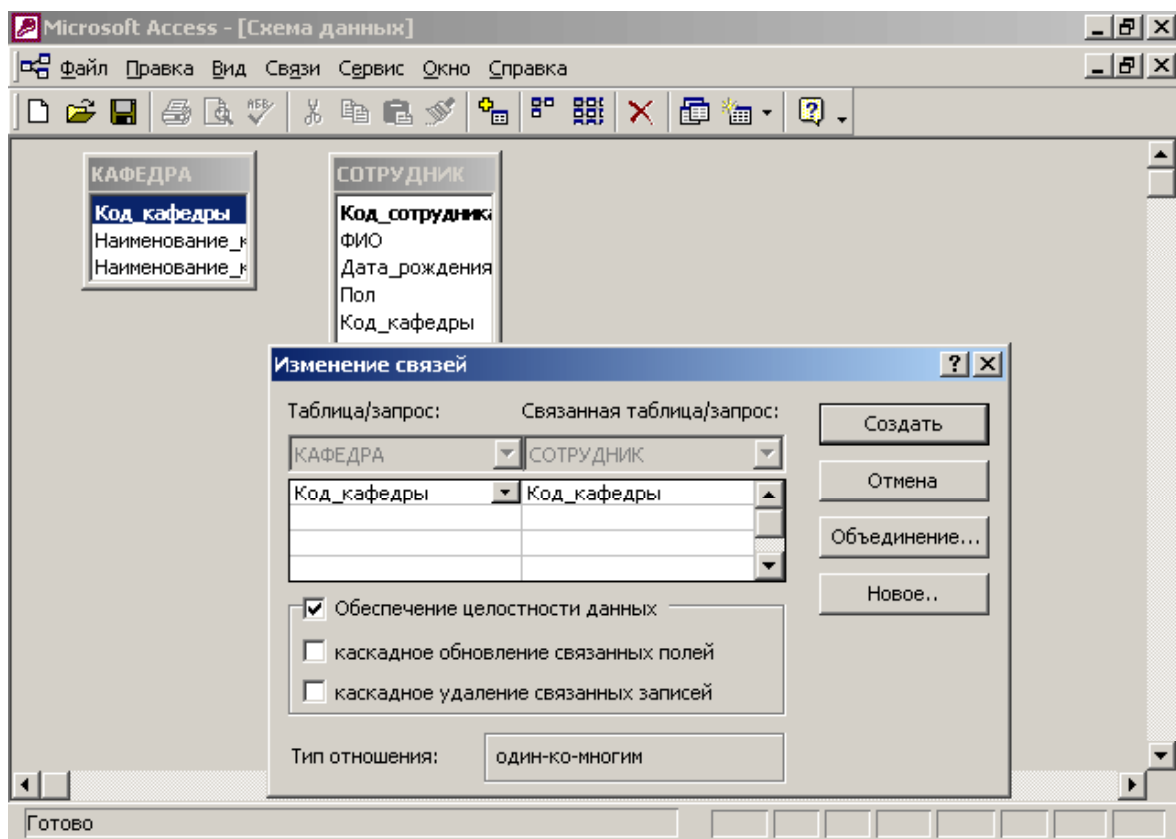 Microsoft Access - [Схема данных]
Файл Правка Вид Связи Сервис Окно Справка
КАФЕДРА
Код_кафедры
Наименование_к
Наименование_к
СОТРУДНИК
Код_сотрудника
ФИО
Дата_рождения
Пол
Код_кафедры
Изменение связей
Таблица/запрос: Связанная таблица/запрос:
КАФЕДРА СОТРУДНИК
Код_кафедры Код_кафедры
Создать
Отмена
Объединение...
Новое..
Обеспечение целостности данных
каскадное обновление связанных полей
каскадное удаление связанных записей
Тип отношения: один-ко-многим
Готово